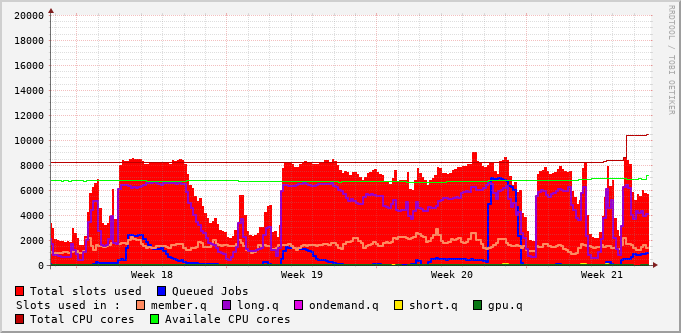 RRDTOOL / TOBI OETIKER
20000
18000
16000
14000
12000
10000
8000
6000
4000
2000
0
Week 18 Week 19 Week 20 Week 21
Total slots used Queued Jobs
Slots used in : member.q long.q ondemand.q short.q gpu.q
Total CPU cores Availale CPU cores